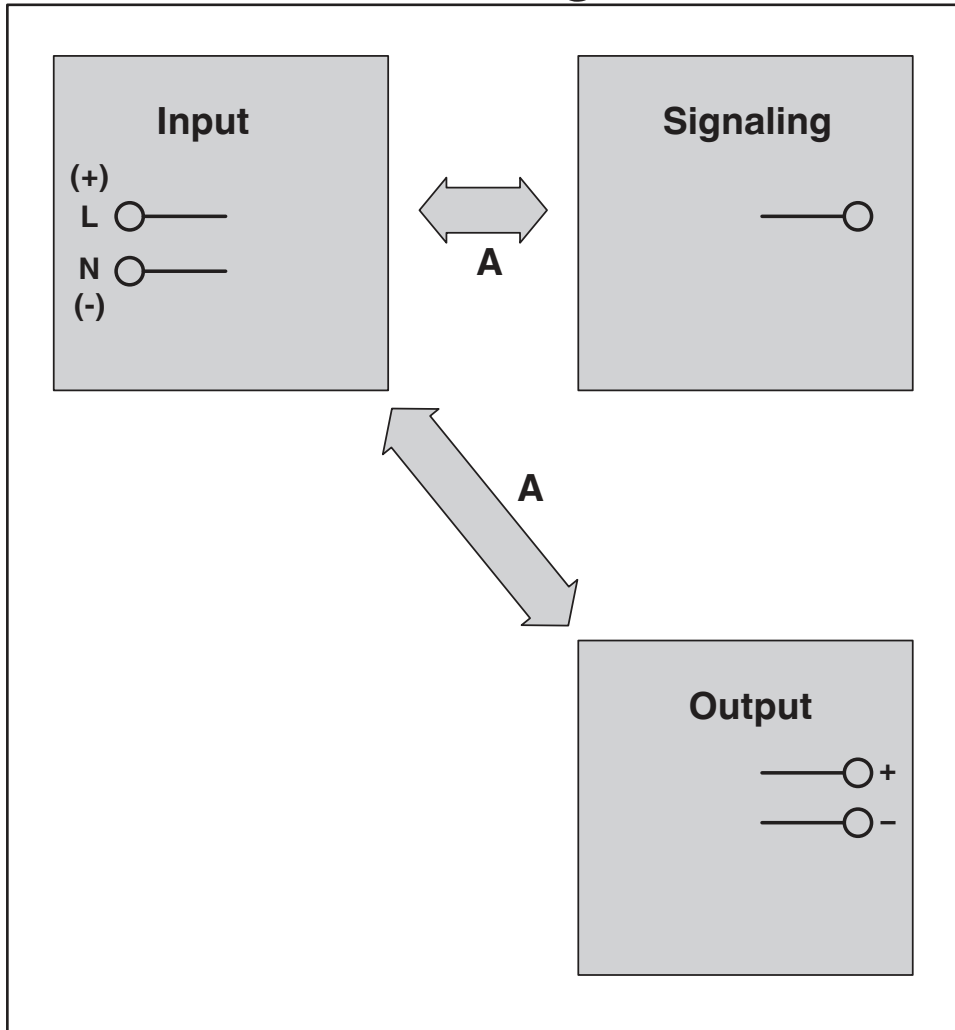 Input
(+)
L
N
(-)
Signaling
A
A
Output
+
–